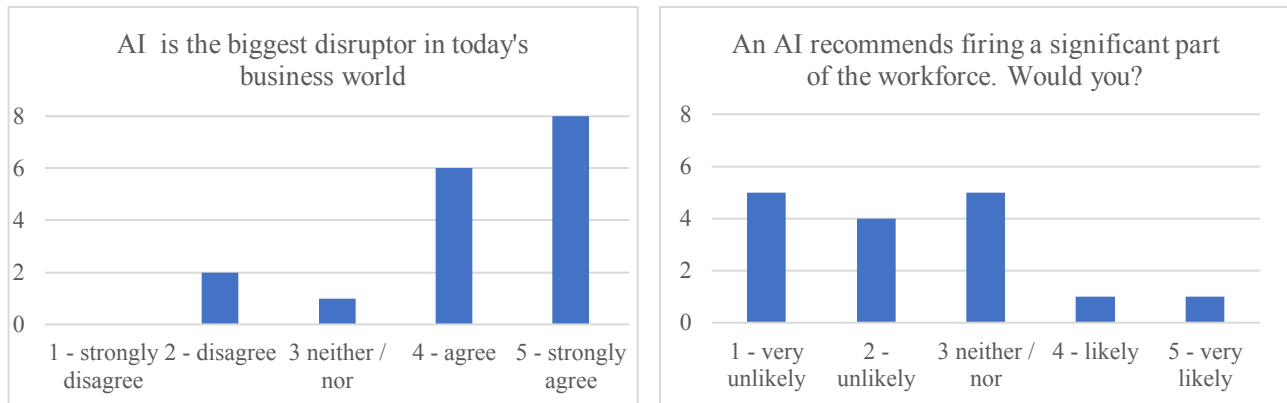 AI is the biggest disruptor in today's
business world
8
6
4
2
0
1 - strongly
disagree
2 - disagree
3 neither /
nor
4 - agree
5 - strongly
agree
An AI recommends firing a significant part
of the workforce. Would you?
8
6
4
2
0
1 - very
unlikely
2 -
unlikely
3 neither /
nor
4 - likely
5 - very
likely